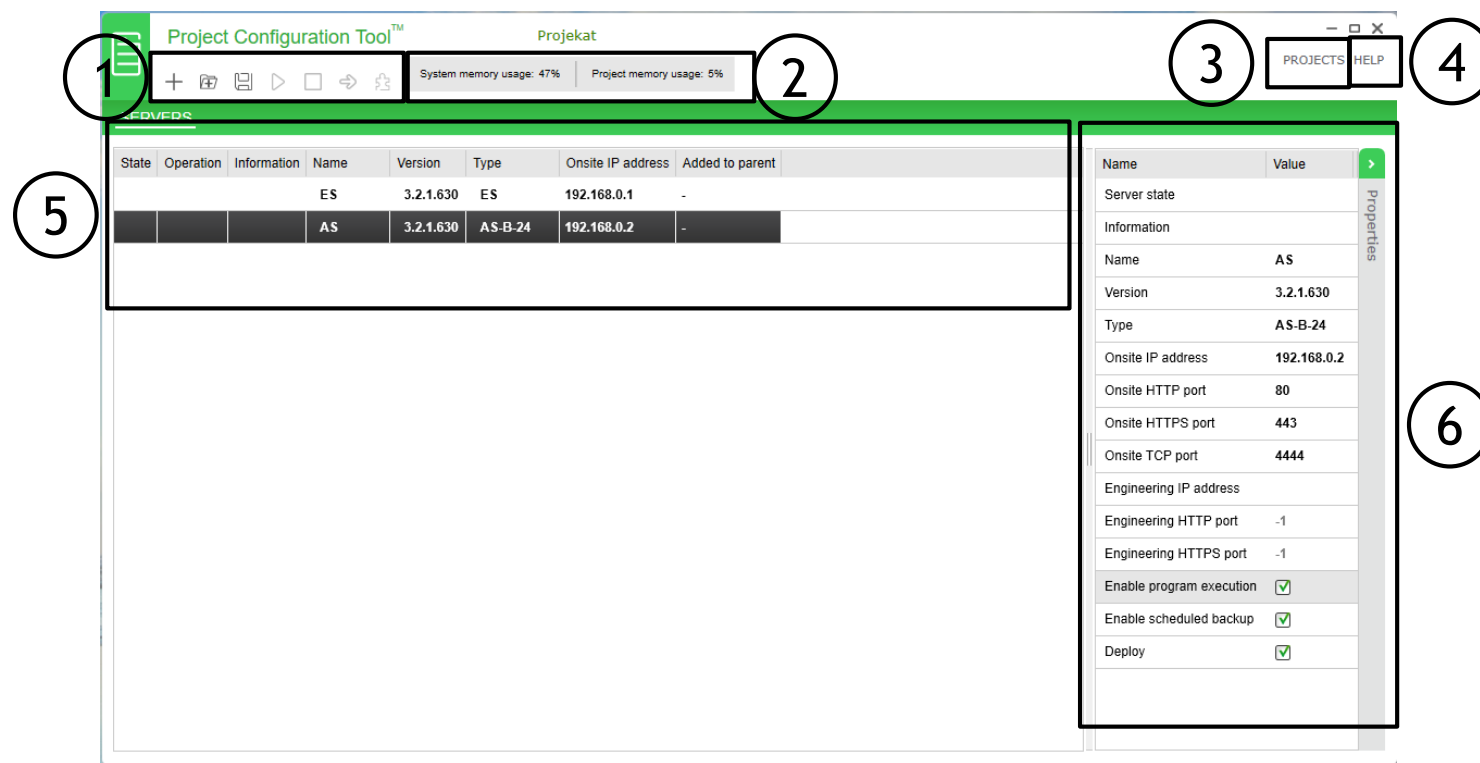 Project Configuration Tool™
Projekat
1
System memory usage: 47% Project memory usage: 5%
2
3
PROJECTS HELP
4
SERVERS
5
State Operation Information Name Version Type Onsite IP address Added to parent
ES 3.2.1.630 ES 192.168.0.1 -
AS 3.2.1.630 AS-B-24 192.168.0.2 -
Name Value
Server state
Information
Name AS
Version 3.2.1.630
Type AS-B-24
Onsite IP address 192.168.0.2
Onsite HTTP port 80
Onsite HTTPS port 443
Onsite TCP port 4444
Engineering IP address
Engineering HTTP port -1
Engineering HTTPS port -1
Enable program execution
Enable scheduled backup
Deploy
Properties
6